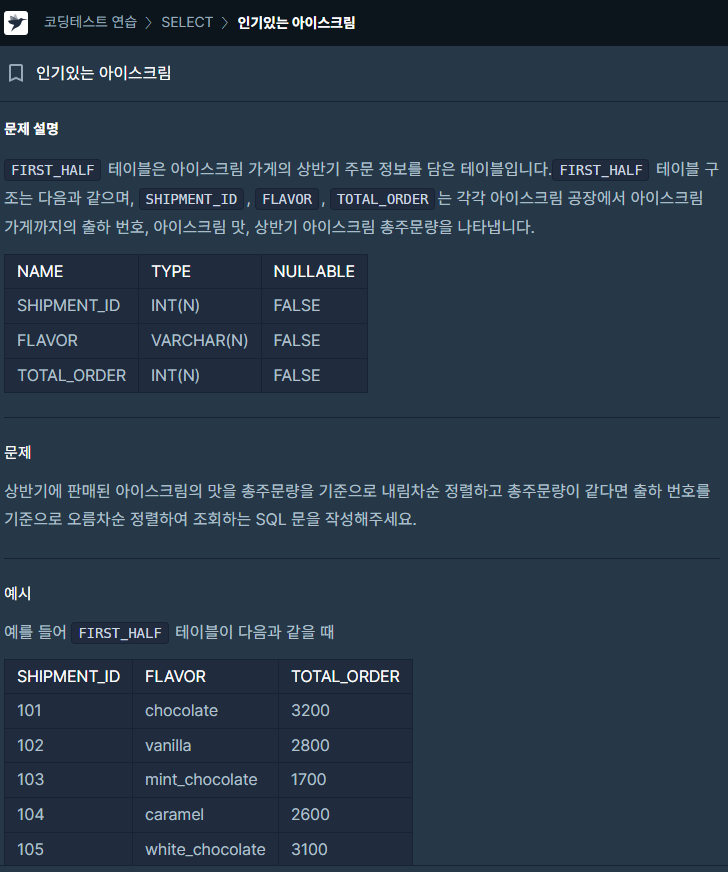 코딩테스트 연습 > SELECT > 인기있는 아이스크림
인기있는 아이스크림
문제 설명
FIRST_HALF 테이블은 아이스크림 가게의 상반기 주문 정보를 담은 테이블입니다. FIRST_HALF 테이블 구
조는 다음과 같으며, SHIPMENT_ID, FLAVOR, TOTAL_ORDER 는 각각 아이스크림 공장에서 아이스크림
가게까지의 출하 번호, 아이스크림 맛, 상반기 아이스크림 총주문량을 나타냅니다.
NAME TYPE NULLABLE
SHIPMENT_ID INT(N) FALSE
FLAVOR VARCHAR(N) FALSE
TOTAL_ORDER INT(N) FALSE
문제
상반기에 판매된 아이스크림의 맛을 총주문량을 기준으로 내림차순 정렬하고 총주문량이 같다면 출하 번호를
기준으로 오름차순 정렬하여 조회하는 SQL 문을 작성해주세요.
예시
예를 들어 FIRST_HALF 테이블이 다음과 같을 때
SHIPMENT_ID FLAVOR TOTAL_ORDER
101 chocolate 3200
102 vanilla 2800
103 mint_chocolate 1700
104 caramel 2600
105 white_chocolate 3100